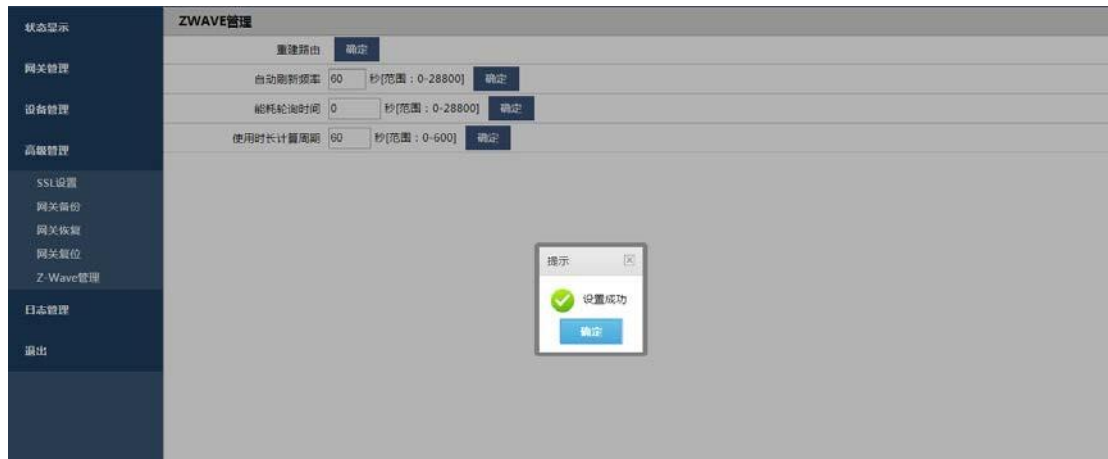 状态显示
网关管理
设备管理
高级管理
SSL设置
网关备份
网关恢复
网关复位
Z-Wave管理
日志管理
退出
ZWAVE管理
重建路由 确定
自动刷新频率 60 秒[范围：0-28800] 确定
能耗轮询时间 0 秒[范围：0-28800] 确定
使用时长计算周期 60 秒[范围：0-600] 确定
提示
设置成功
确定